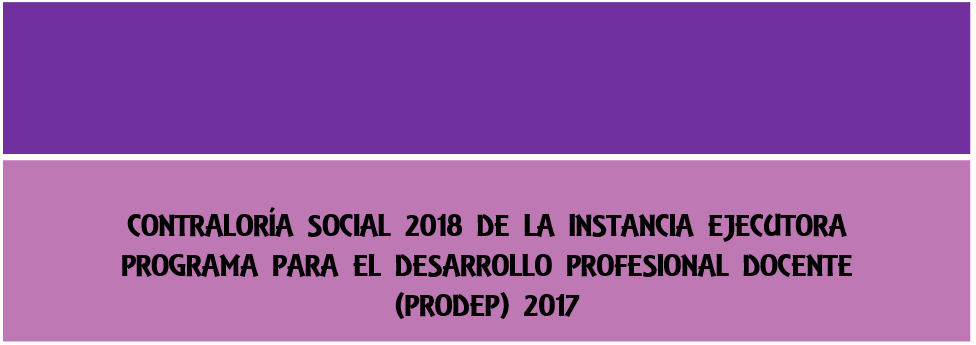 CONTRALORÍA SOCIAL 2018 DE LA INSTANCIA EJECUTORA
PROGRAMA PARA EL DESARROLLO PROFESIONAL DOCENTE
(PRODEP) 2017